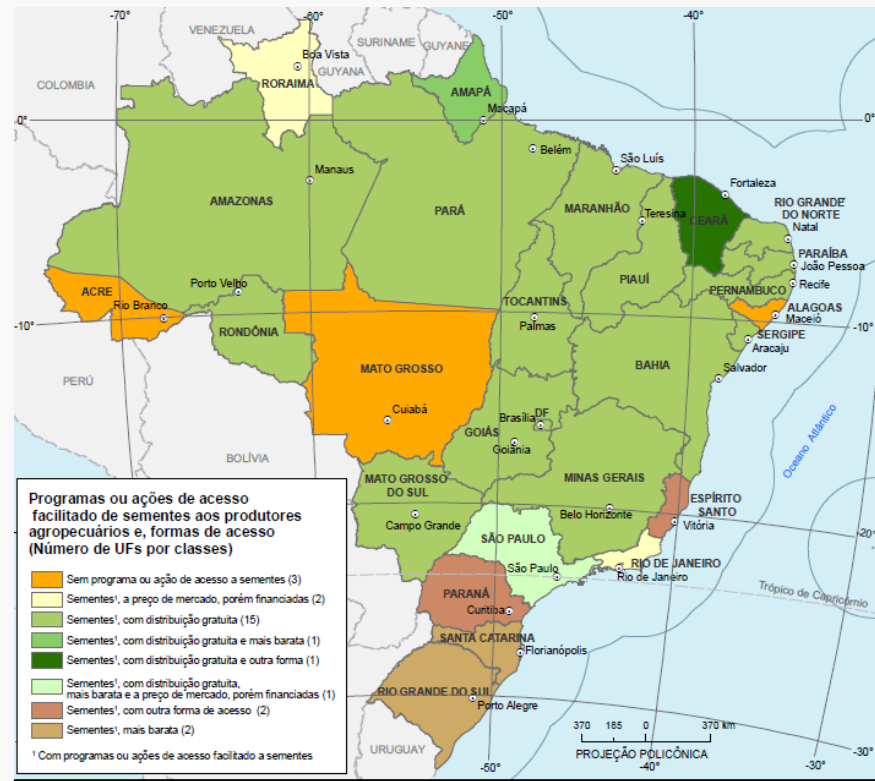 -70°
-60°
-50°
-40°
VENEZUELA
SURINAME
GUYANE
Boa Vista
COLOMBIA
GUYANA
RORAIMA
AMAPÁ
Macapá
0°
0°
Belém
São Luís
Manaus
Fortaleza
AMAZONAS
PARÁ
MARANHÃO
Teresina
CEARÁ
RIO GRANDE
DO NORTE
Natal
PARAÍBA
João Pessoa
ACRE
Porto Velho
PIAUÍ
PERNAMBUCO
Recife
Rio Branco
TOCANTINS
ALAGOAS
Maceió
-10°
RONDÔNIA
Palmas
-10°
SERGIPE
Aracaju
PERÚ
MATO GROSSO
BAHIA
Salvador
Cuiabá
Brasília
DF
GOIÁS
Goiânia
Oceano Atlântico
BOLÍVIA
MATO GROSSO
DO SUL
MINAS GERAIS
Campo Grande
Belo Horizonte
ESPÍRITO
SANTO
Vitória
SÃO PAULO
-20°
São Paulo
RIO DE JANEIRO
Rio de Janeiro
Trópico de Capricórnio
PARANÁ
Curitiba
SANTA CATARINA
Florianópolis
RIO GRANDE DO SUL
Porto Alegre
URUGUAY
Programas ou ações de acesso
facilitado de sementes aos produtores
agropecuários e, formas de acesso
(Número de UFs por classes)
Sem programa ou ação de acesso a sementes (3)
Sementes¹, a preço de mercado, porém financiadas (2)
Sementes¹, com distribuição gratuita (15)
Sementes¹, com distribuição gratuita e mais barata (1)
Sementes¹, com distribuição gratuita e outra forma (1)
Sementes¹, com distribuição gratuita,
mais barata e a preço de mercado, porém financiadas (1)
Sementes¹, com outra forma de acesso (2)
Sementes¹, mais barata (2)
¹ Com programas ou ações de acesso facilitado a sementes
370 185 0 370 km
PROJEÇÃO POLICÔNICA
-50°
-40°
-30°